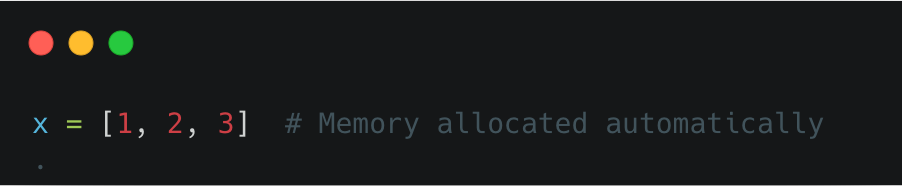 x = [1, 2, 3]  # Memory allocated automatically
.